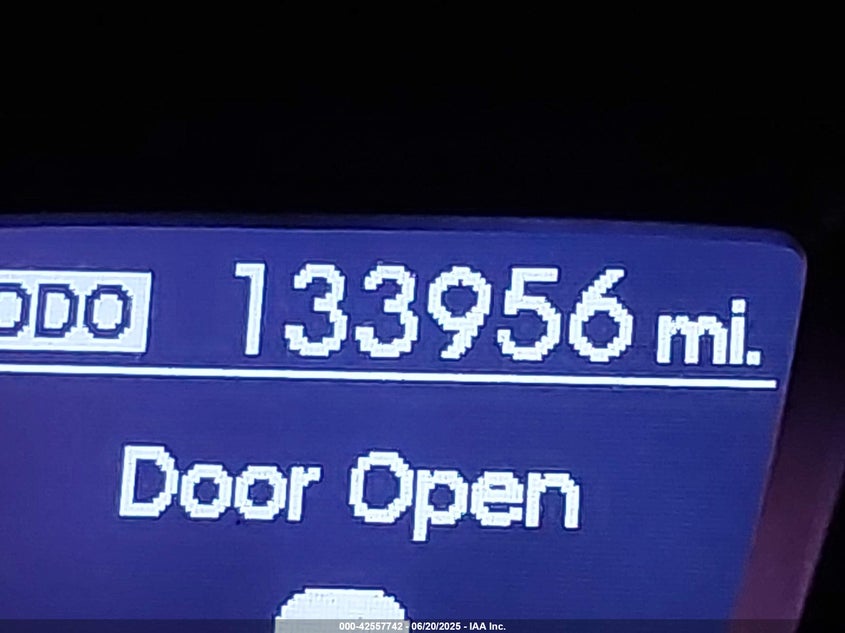 ODO 133956 mi.
Door Open
000-42557742 - 06/20/2025 - IAA Inc.